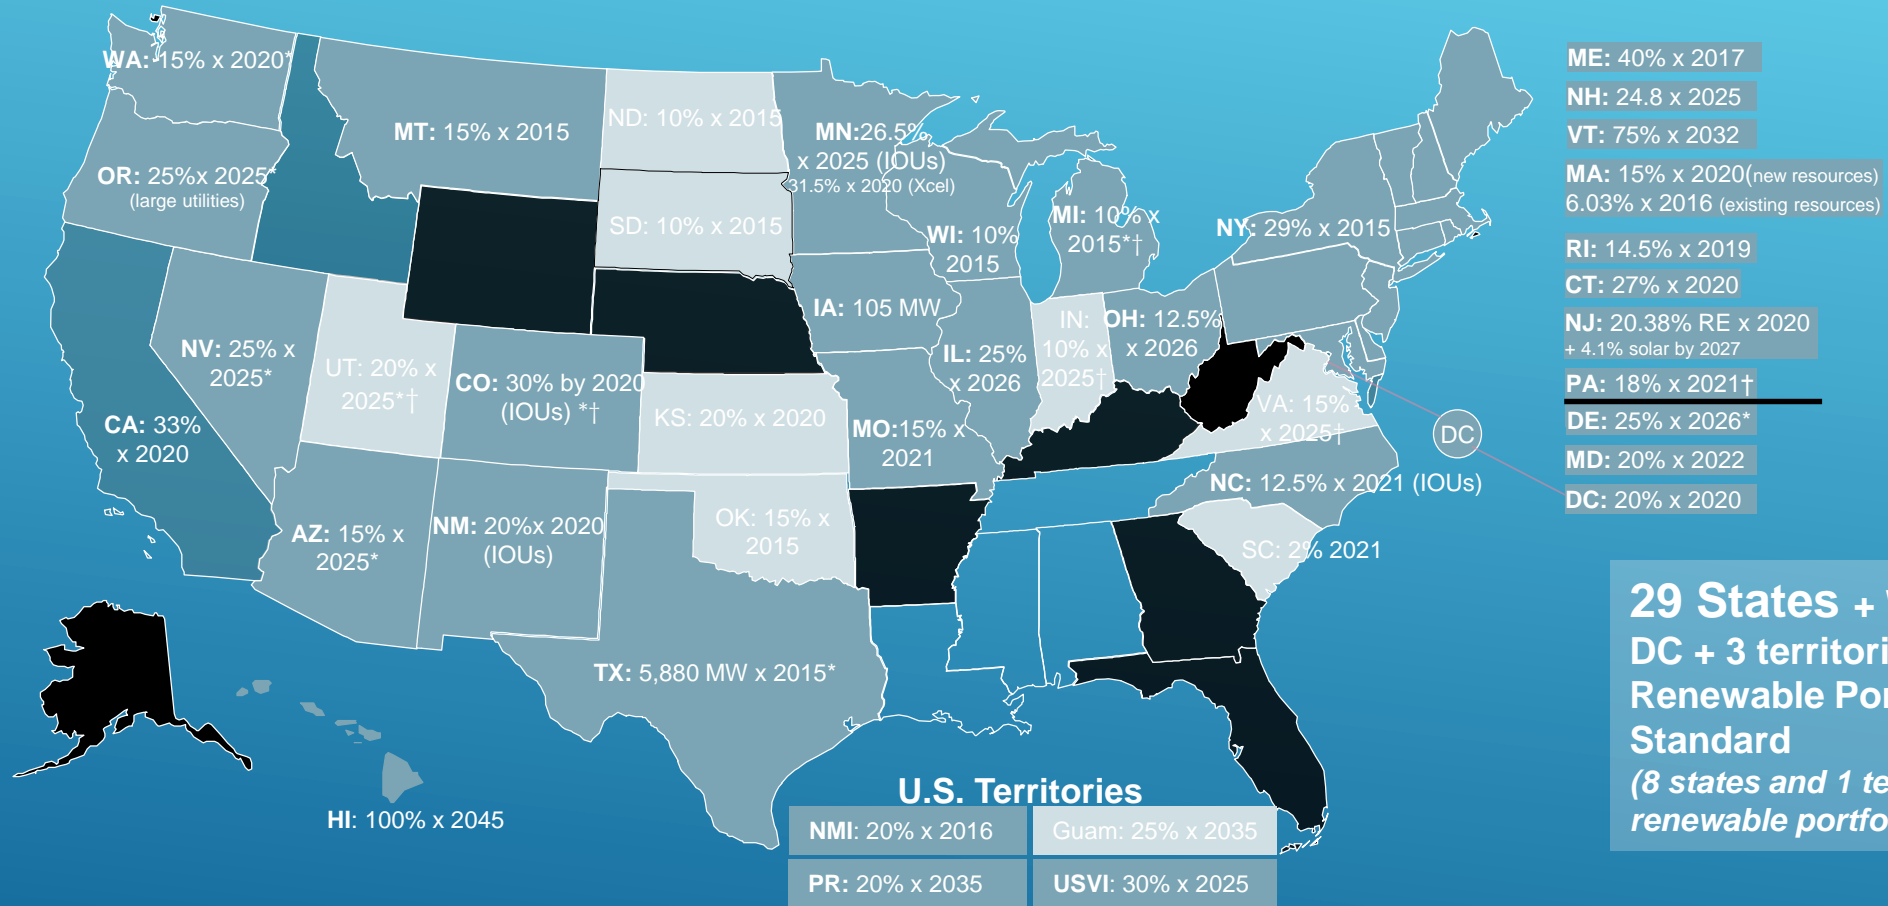 WA: 15% x 2020*
MT: 15% x 2015
ND: 10% x 2015
MN:26.5%
x 2025 (IOUs)
31.5% x 2020 (Xcel)
OR: 25%x 2025*
(large utilities)
SD: 10% x 2015
WI: 10%
2015
MI: 10% x
2015*†
NY: 29% x 2015
IA: 105 MW
NV: 25% x
2025*
UT: 20% x
2025*†
CO: 30% by 2020
(IOUs) *†
KS: 20% x 2020
IL: 25%
x 2026
IN:
10% x
2025†
OH: 12.5%
x 2026
CA: 33%
x 2020
MO:15% x
2021
VA: 15%
x 2025†
DC
NC: 12.5% x 2021 (IOUs)
AZ: 15% x
2025*
NM: 20%x 2020
(IOUs)
OK: 15% x
2015
SC: 2% 2021
TX: 5,880 MW x 2015*
HI: 100% x 2045
ME: 40% x 2017
NH: 24.8 x 2025
VT: 75% x 2032
MA: 15% x 2020(new resources)
6.03% x 2016 (existing resources)
RI: 14.5% x 2019
CT: 27% x 2020
NJ: 20.38% RE x 2020
+ 4.1% solar by 2027
PA: 18% x 2021†
DE: 25% x 2026*
MD: 20% x 2022
DC: 20% x 2020
29 States +
DC + 3 territori
Renewable Por
Standard
(8 states and 1 te
renewable portfo
U.S. Territories
NMI: 20% x 2016
Guam: 25% x 2035
PR: 20% x 2035
USVI: 30% x 2025